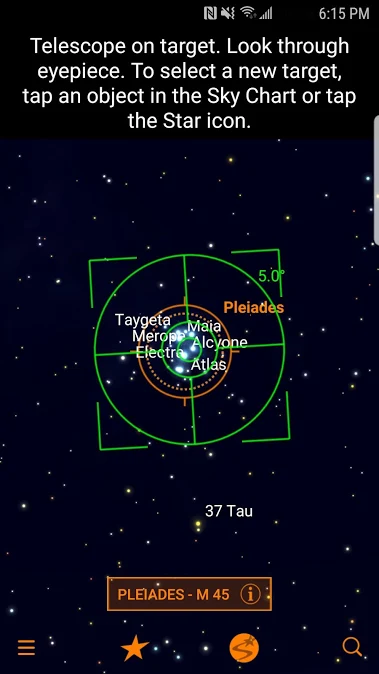 6:15 PM
Telescope on target. Look through
eyepiece. To select a new target,
tap an object in the Sky Chart or tap
the Star icon.
5.0°
Pleiades
Taygeta
Maia
Merope
Alcyone
Electra
Atlas
37 Tau
PLEIADES - M 45